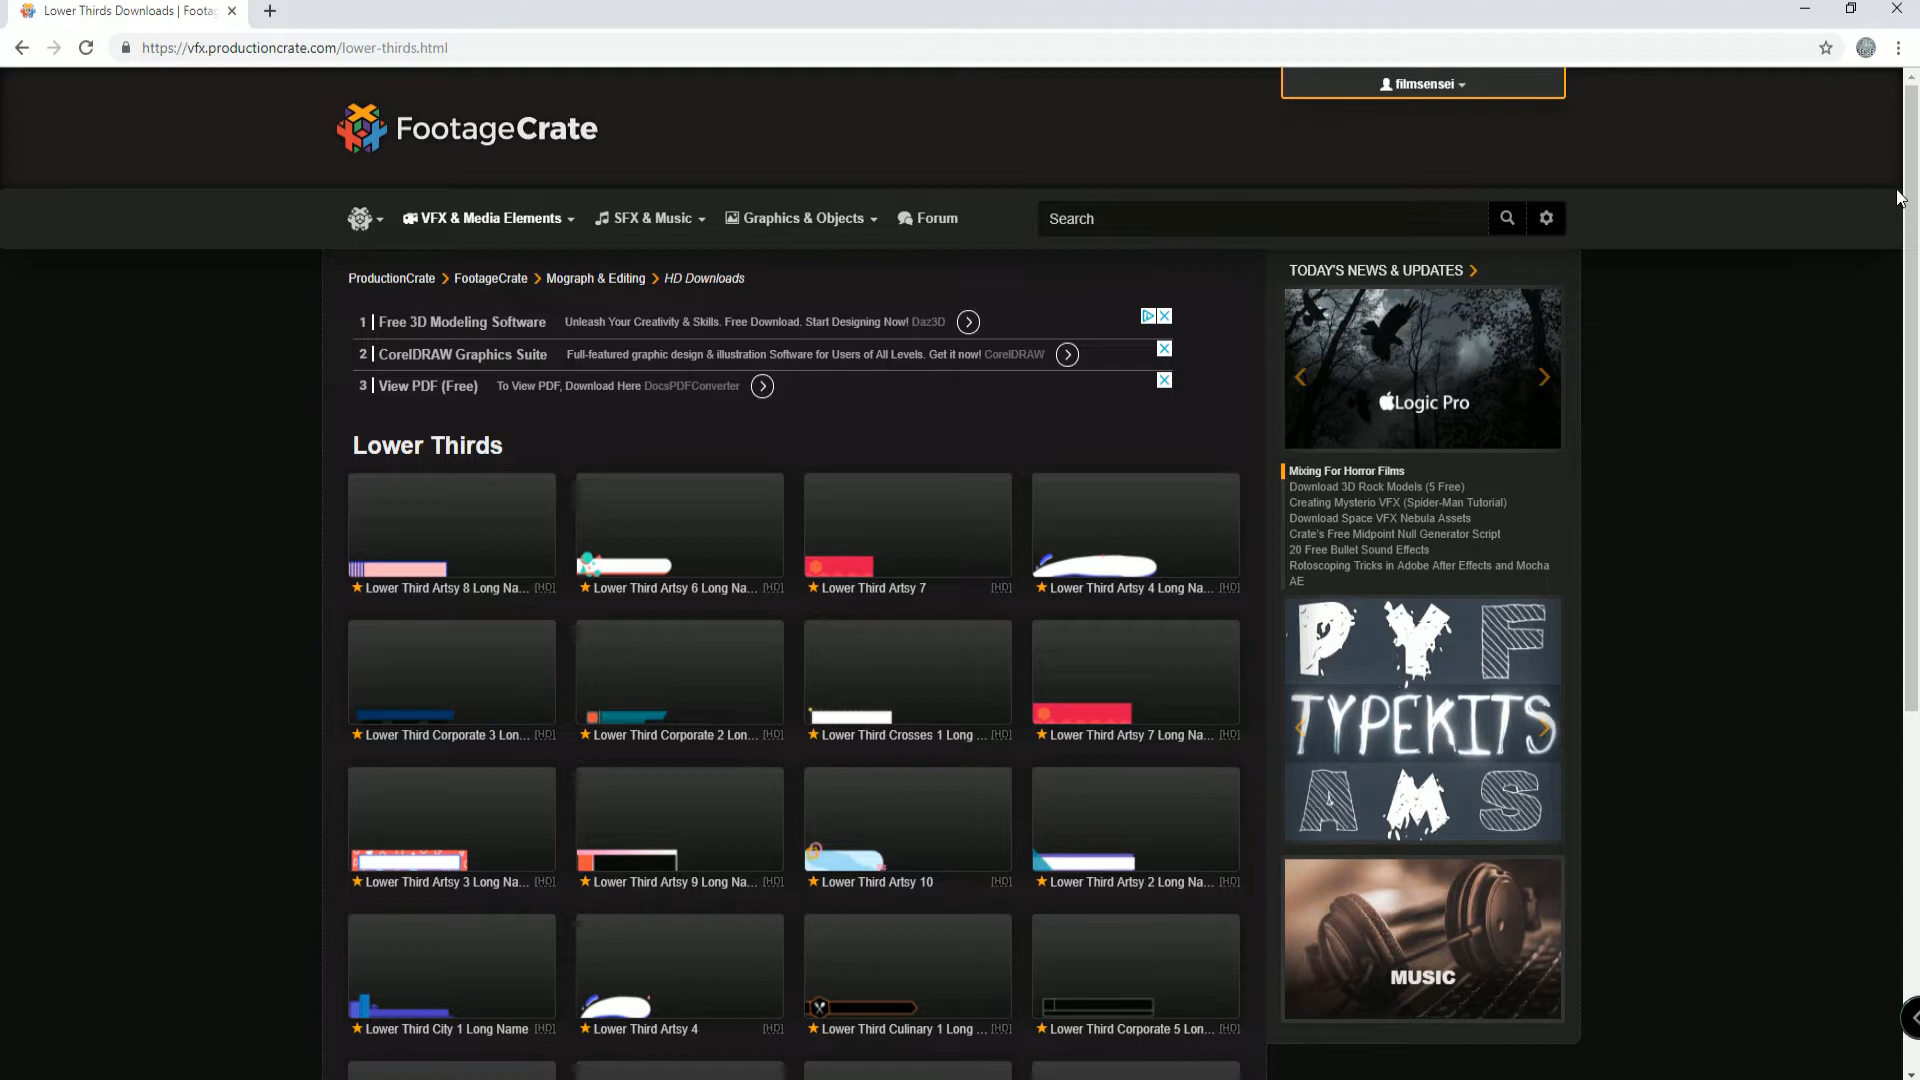 Lower Thirds Downloads | Foota
https://vfx.productioncrate.com/lower-thirds.html
filmsensei
FootageCrate
VFX & Media Elements
SFX & Music
Graphics & Objects
Forum
Search
ProductionCrate
FootageCrate
Mograph & Editing
HD Downloads
1 Free 3D Modeling Software Unleash Your Creativity & Skills. Free Download. Start Designing Now! Daz3D
2 CorelDRAW Graphics Suite Full-featured graphic design & illustration Software for Users of All Levels. Get it now! CorelDRAW
3 View PDF (Free) To View PDF, Download Here DocsPDFConverter
Lower Thirds
Lower Third Artsy 8 Long Na... [HD]
Lower Third Artsy 6 Long Na... [HD]
Lower Third Artsy 7 [HD]
Lower Third Artsy 4 Long Na... [HD]
Lower Third Corporate 3 Lon... [HD]
Lower Third Corporate 2 Lon... [HD]
Lower Third Crosses 1 Long ... [HD]
Lower Third Artsy 7 Long Na... [HD]
Lower Third Artsy 3 Long Na... [HD]
Lower Third Artsy 9 Long Na... [HD]
Lower Third Artsy 10 [HD]
Lower Third Artsy 2 Long Na... [HD]
Lower Third City 1 Long Name [HD]
Lower Third Artsy 4 [HD]
Lower Third Culinary 1 Long ... [HD]
Lower Third Corporate 5 Lon... [HD]
TODAY'S NEWS & UPDATES
Logic Pro
Mixing For Horror Films
Download 3D Rock Models (5 Free)
Creating Mysterio VFX (Spider-Man Tutorial)
Download Space VFX Nebula Assets
Crate's Free Midpoint Null Generator Script
20 Free Bullet Sound Effects
Rotoscoping Tricks in Adobe After Effects and Mocha
AE
P Y F
TYPEKITS
A M S
MUSIC